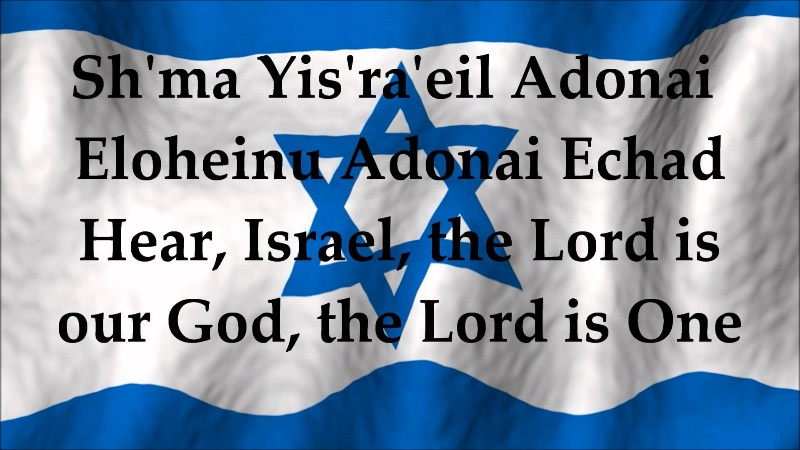 Sh'ma Yis'ra'eil Adonai
Eloheinu Adonai Echad
Hear, Israel, the Lord is
our God, the Lord is One